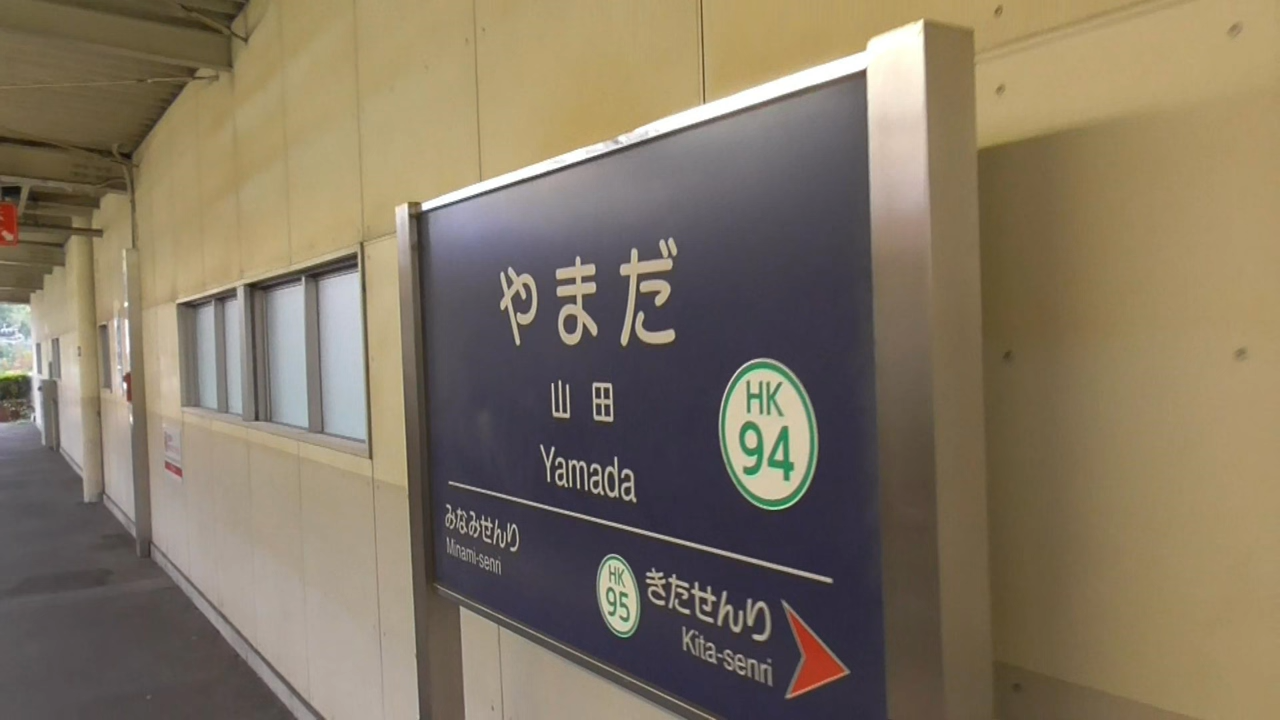 やまだ
山田
Yamada
HK
94
みなみせんり
Minami-senri
HK
95
きたせんり
Kita-senri